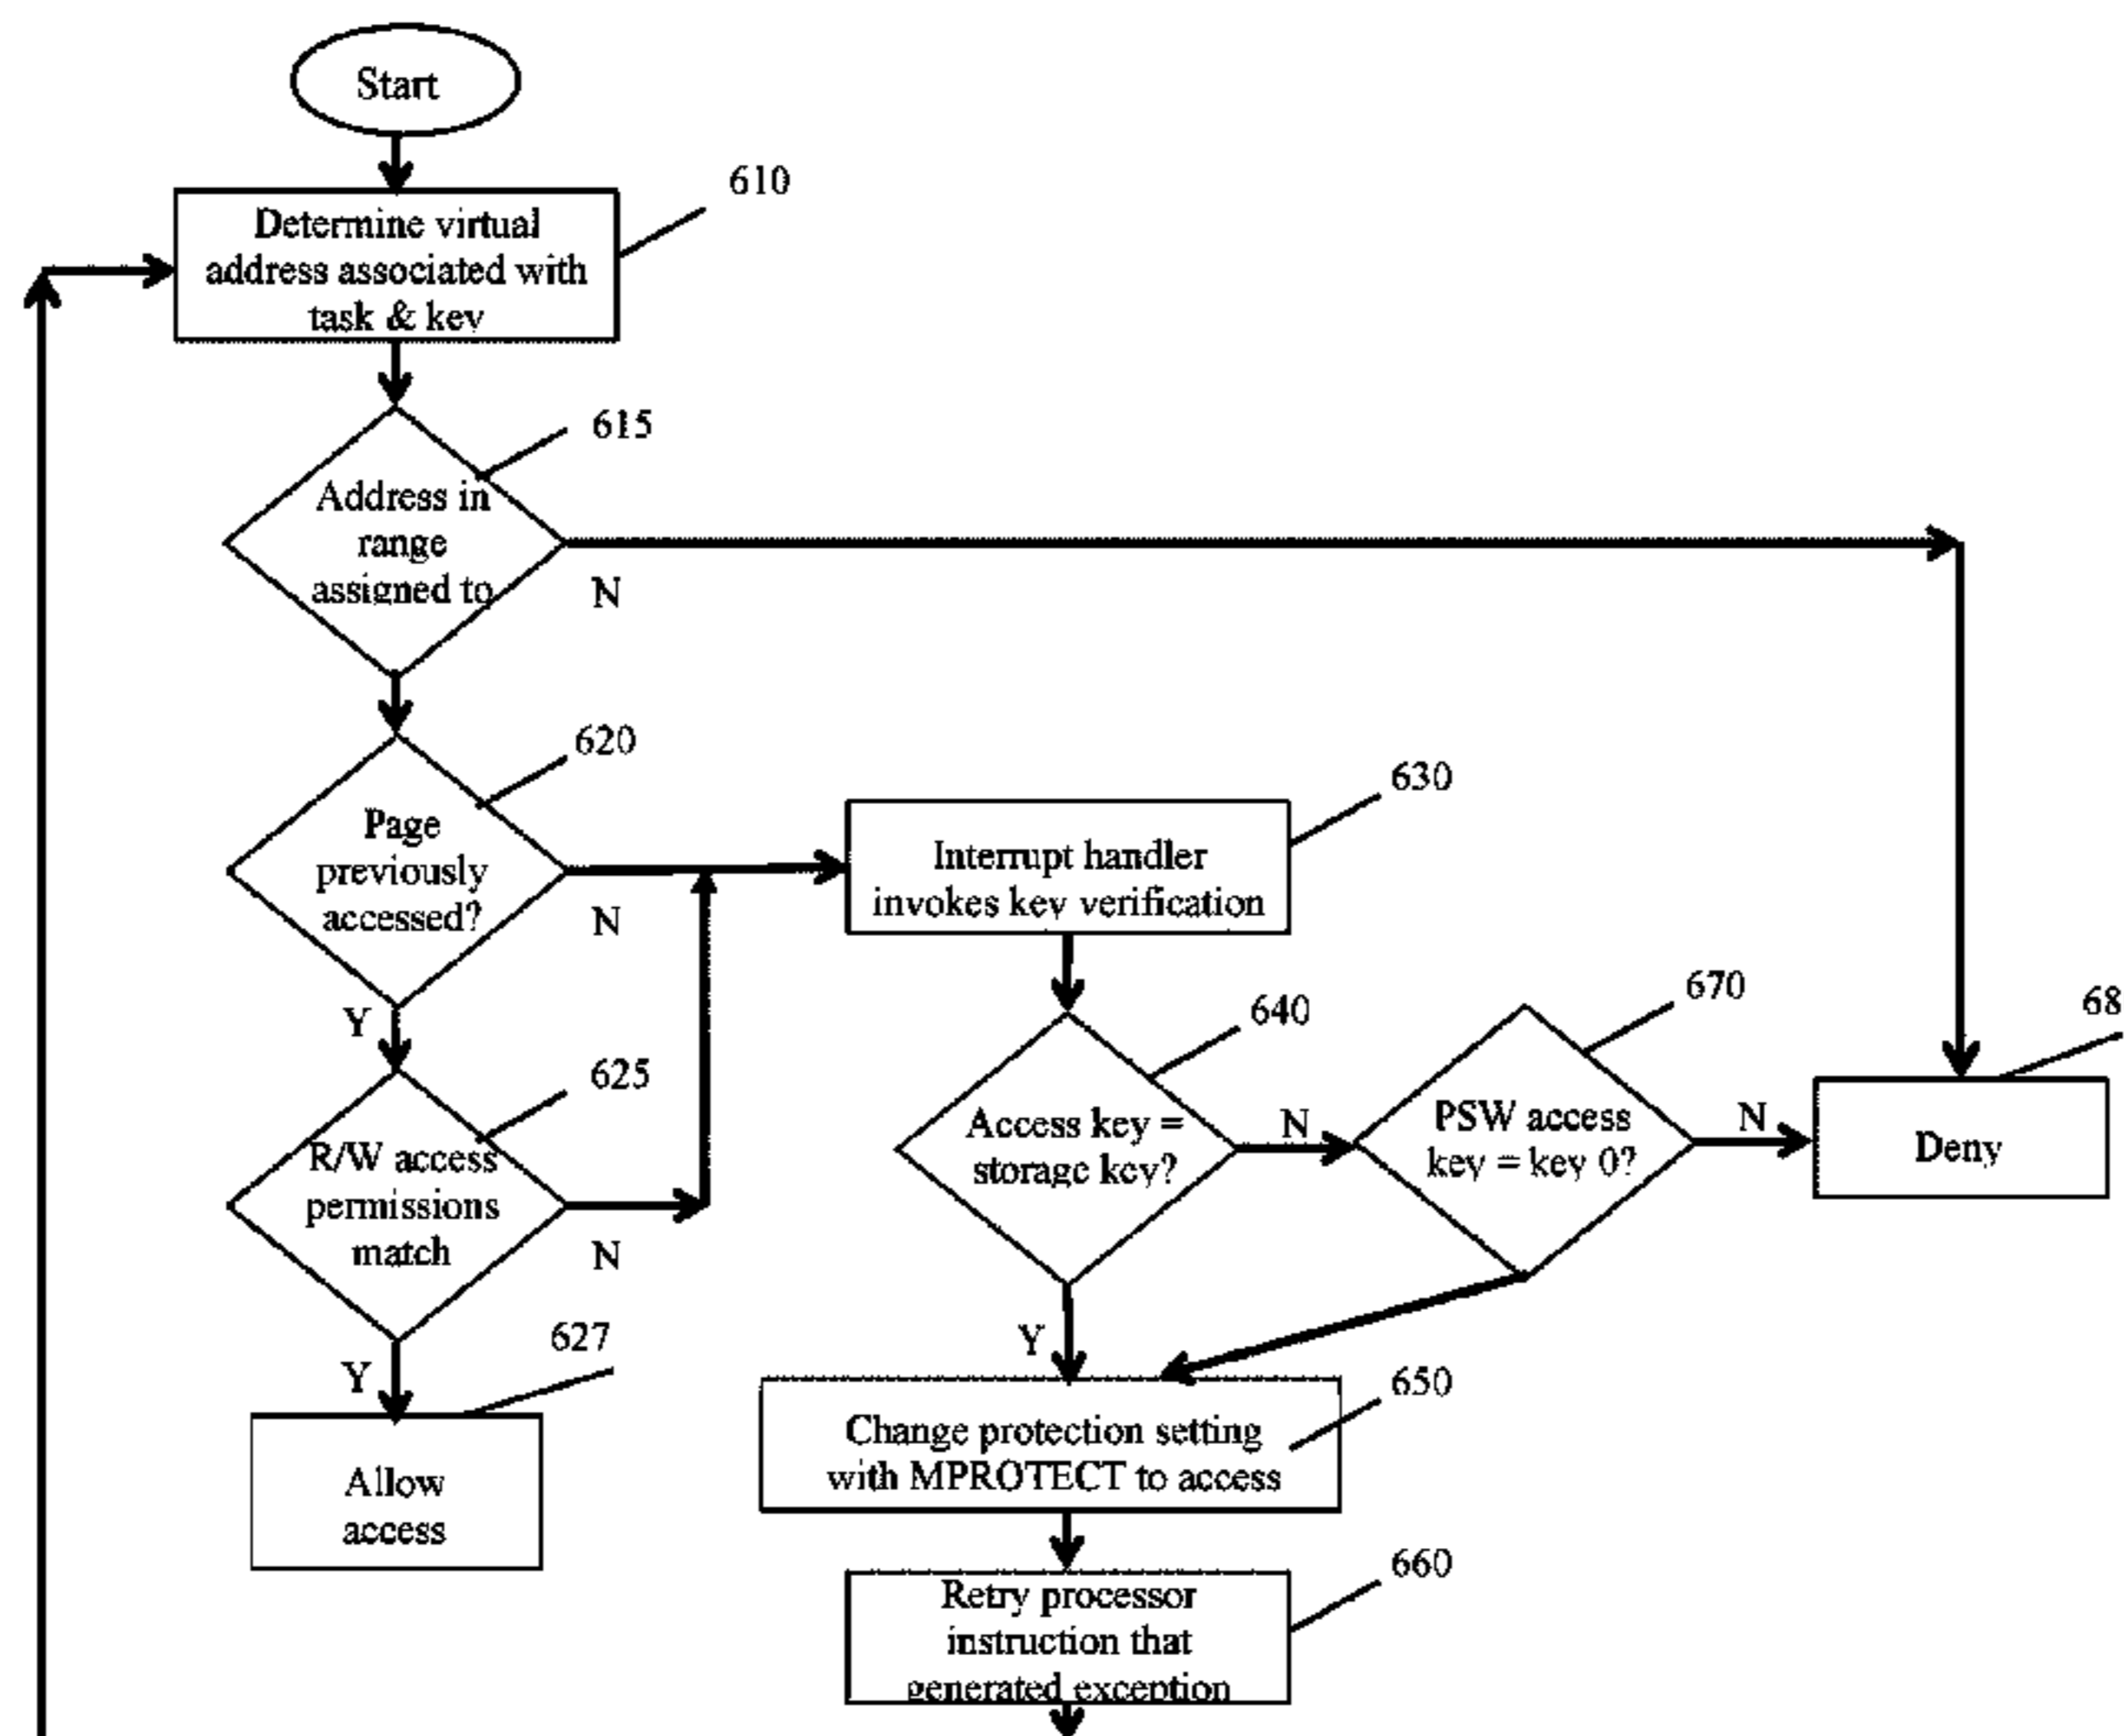 Start
610
Determine virtual
address associated with
task & key
615
Address in
range
assigned to
N
620
Page
previously
accessed?
N
Y
630
Interrupt handler
invokes key verification
625
R/W access
permissions
match
N
Y
640
Access key =
storage key?
N
Y
670
PSW access
key = key 0?
N
68
Deny
627
Allow
access
650
Change protection setting
with MPROTECT to access
660
Retry processor
instruction that
generated exception